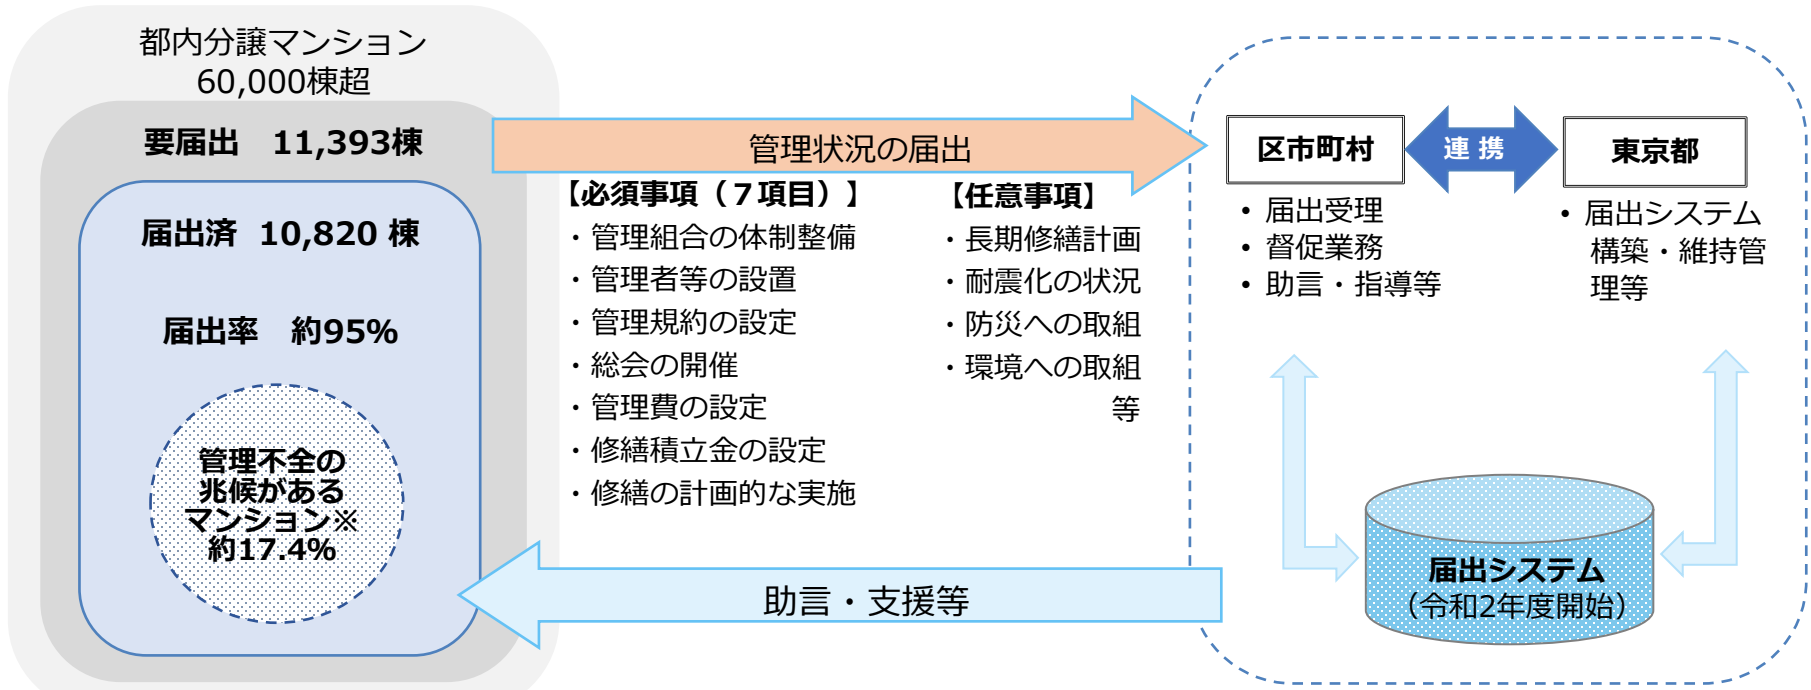 都内分譲マンション
60,000棟超
要届出　11,393棟
届出済 10,820 棟
届出率　約95%
管理不全の
兆候がある
マンション※
約17.4%
管理状況の届出
【必須事項（７項目）】
・管理組合の体制整備
・管理者等の設置
・管理規約の設定
・総会の開催
・管理費の設定
・修繕積立金の設定
・修繕の計画的な実施
【任意事項】
・長期修繕計画
・耐震化の状況
・防災への取組
・環境への取組
等
助言・支援等
区市町村
連 携
東京都
• 届出受理
• 督促業務
• 助言・指導等
• 届出システム
構築・維持管
理等
届出システム
（令和2年度開始）